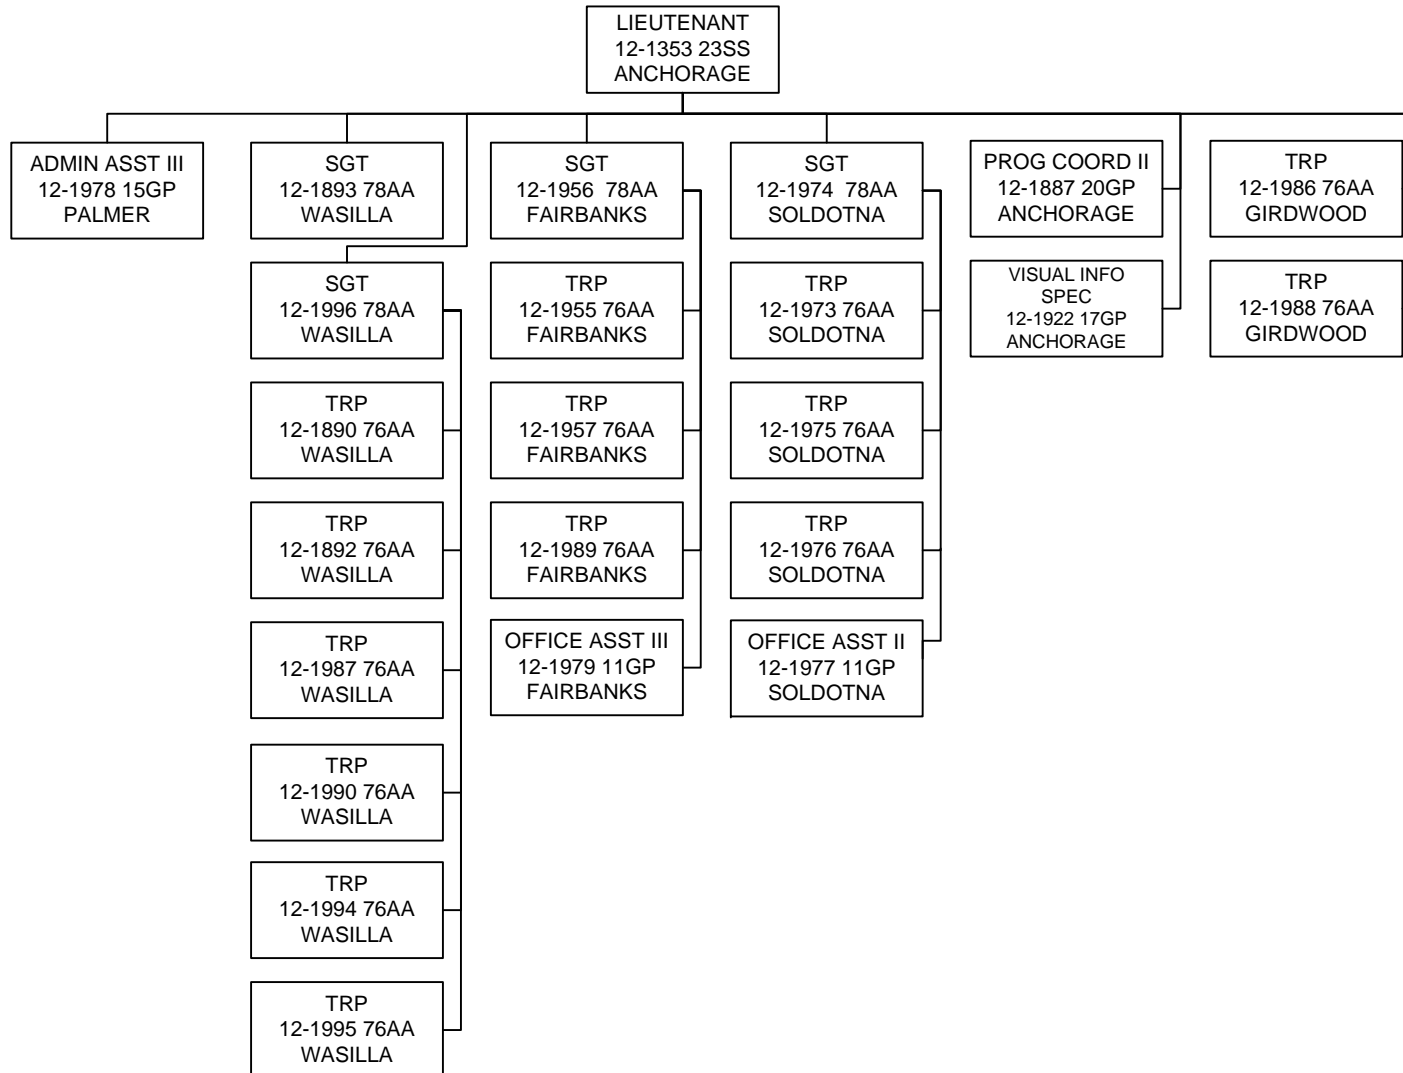 LIEUTENANT
12-1353 23SS
ANCHORAGE
ADMIN ASST III
12-1978 15GP
PALMER
SGT
12-1893 78AA
WASILLA
SGT
12-1996 78AA
WASILLA
TRP
12-1890 76AA
WASILLA
TRP
12-1892 76AA
WASILLA
TRP
12-1987 76AA
WASILLA
TRP
12-1990 76AA
WASILLA
TRP
12-1994 76AA
WASILLA
TRP
12-1995 76AA
WASILLA
SGT
12-1956  78AA
FAIRBANKS
TRP
12-1955 76AA
FAIRBANKS
TRP
12-1957 76AA
FAIRBANKS
TRP
12-1989 76AA
FAIRBANKS
OFFICE ASST III
12-1979 11GP
FAIRBANKS
SGT
12-1974  78AA
SOLDOTNA
TRP
12-1973 76AA
SOLDOTNA
TRP
12-1975 76AA
SOLDOTNA
TRP
12-1976 76AA
SOLDOTNA
OFFICE ASST II
12-1977 11GP
SOLDOTNA
PROG COORD II
12-1887 20GP
ANCHORAGE
VISUAL INFO
SPEC
12-1922 17GP
ANCHORAGE
TRP
12-1986 76AA
GIRDWOOD
TRP
12-1988 76AA
GIRDWOOD